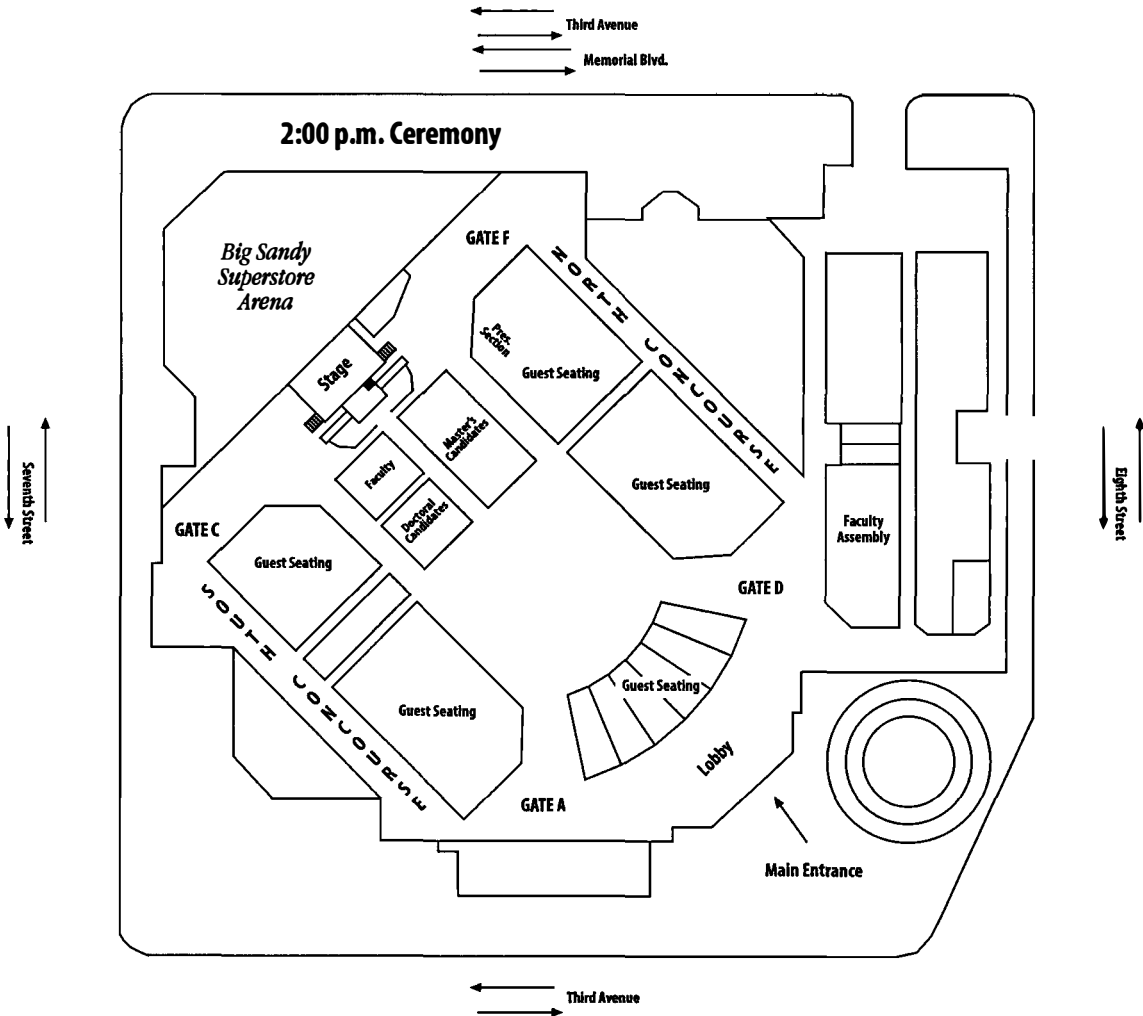 Third Avenue
Memorial Blvd.
2:00 p.m. Ceremony
Big Sandy
Superstore
Arena
GATE F
NORTH CONCOURSE
Pres.
Section
Guest Seating
Stage
Master's
Candidates
Faculty
Doctoral
Candidates
Guest Seating
Seventh Street
Eighth Street
GATE C
Guest Seating
Faculty
Assembly
GATE D
SOUTH CONCOURSE
Guest Seating
Guest Seating
Lobby
GATE A
Main Entrance
Third Avenue